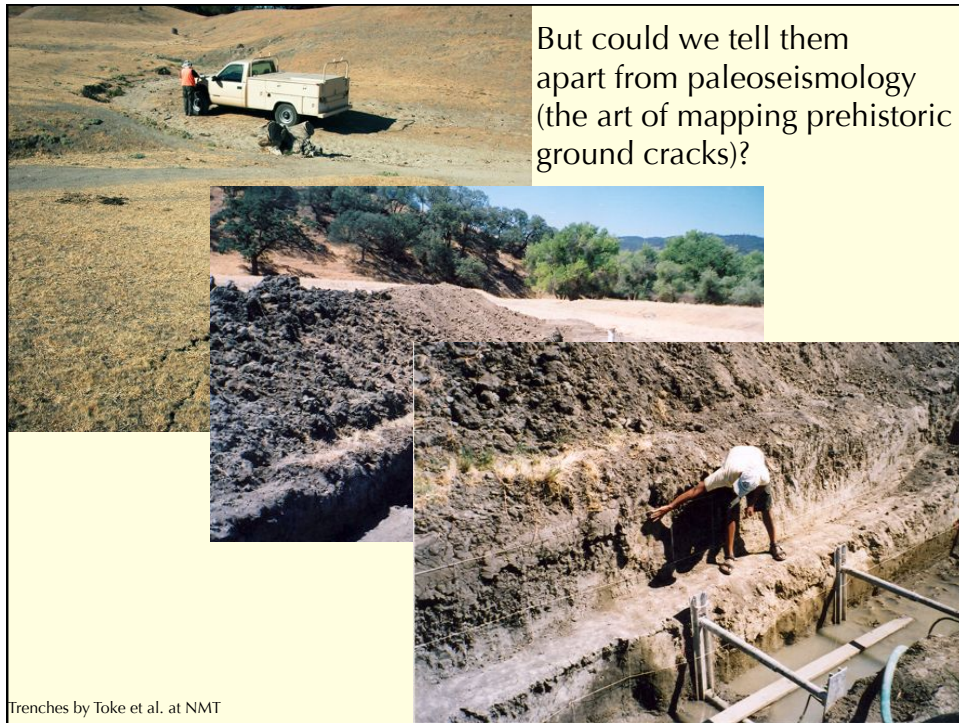 But could we tell them
apart from paleoseismology
(the art of mapping prehistoric
ground cracks)?
Trenches by Toke et al. at NMT